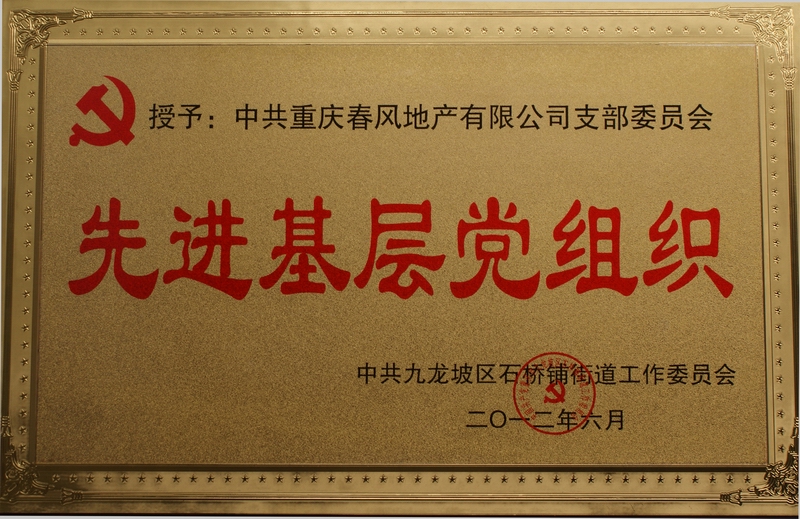 授予：中共重庆春风地产有限公司支部委员会
先进基层党组织
中共九龙坡区石桥铺街道工作委员会
二〇一二年六月